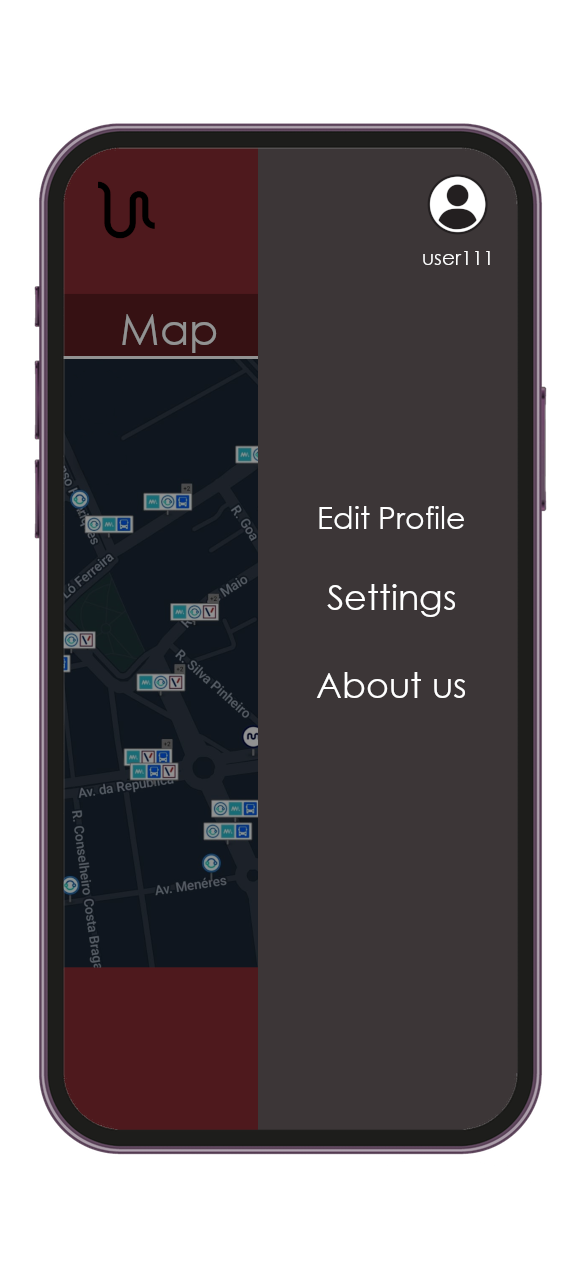 user111
Map
Edit Profile
Settings
About us
R. Goa
Ló Ferreira
Maio
R. Silva Pinheiro
Av. da República
R. Conselheiro Costa Braga
Av. Menéres